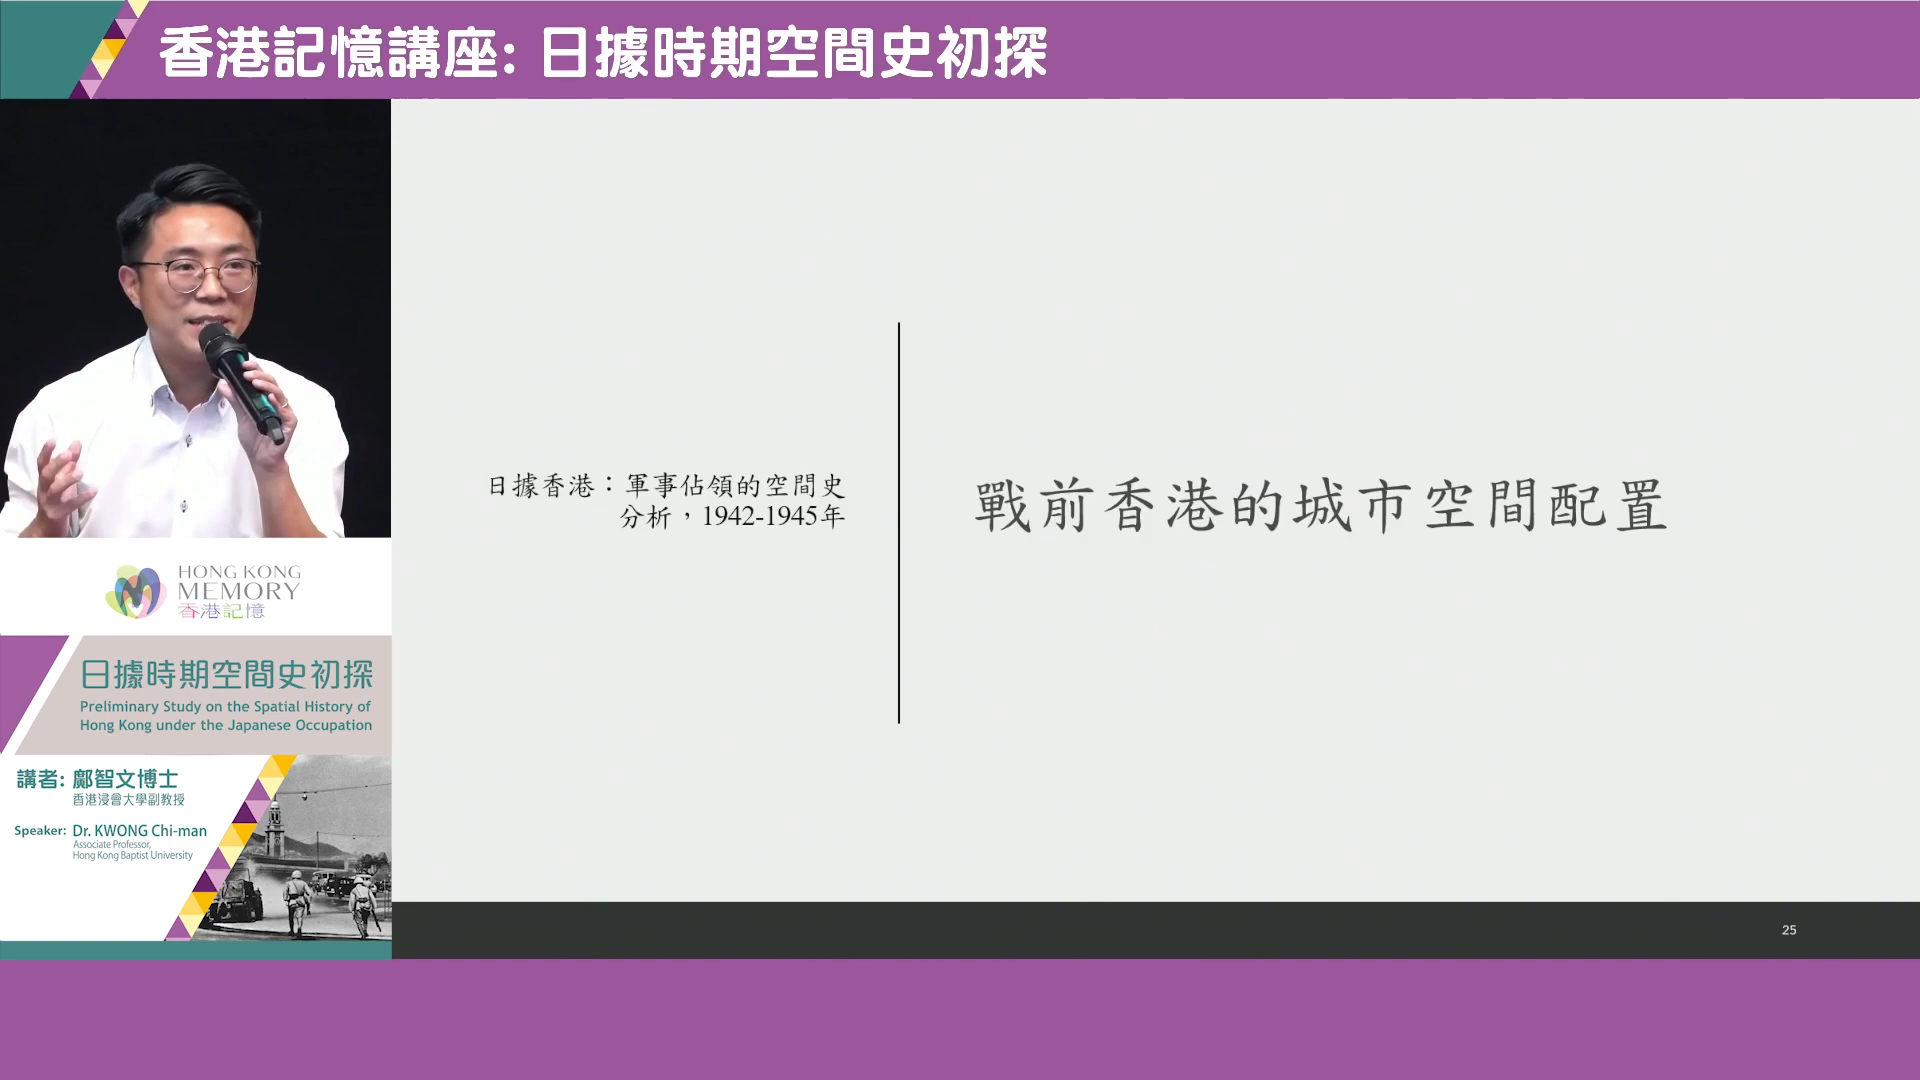 香港記憶講座: 日據時期空間史初探
日據香港：軍事佔領的空間史
分析，1942-1945年
戰前香港的城市空間配置
HONG KONG
MEMORY
香港記憶
日據時期空間史初探
Preliminary Study on the Spatial History of
Hong Kong under the Japanese Occupation
講者: 鄺智文博士
香港浸會大學副教授
Speaker: Dr. KWONG Chi-man
Associate Professor,
Hong Kong Baptist University
25